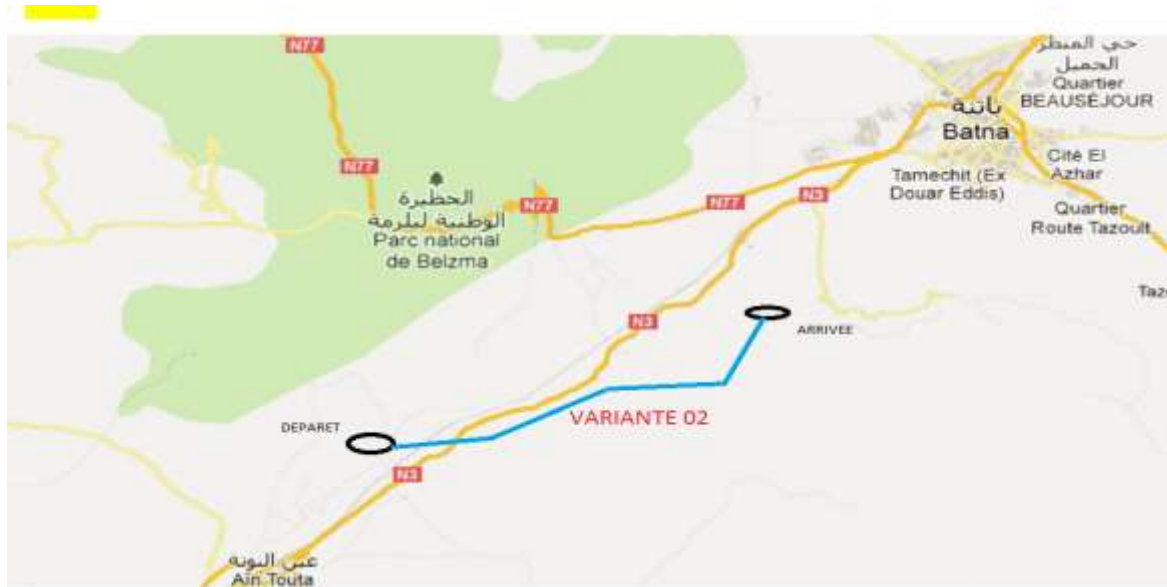 N77
حي المنظر
الجميل
Quartier
BEAUSÉJOUR
باتنة
Batna
N77
الحظيرة
الوطنية لبلزمة
Parc national
de Belzma
N77
N77
N3
Tamechit (Ex
Douar Eddis)
Cité El
Azhar
Quartier
Route Tazoult
Taz
N3
ARRIVEE
VARIANTE 02
DEPARET
N3
عين التوتة
Ain Touta